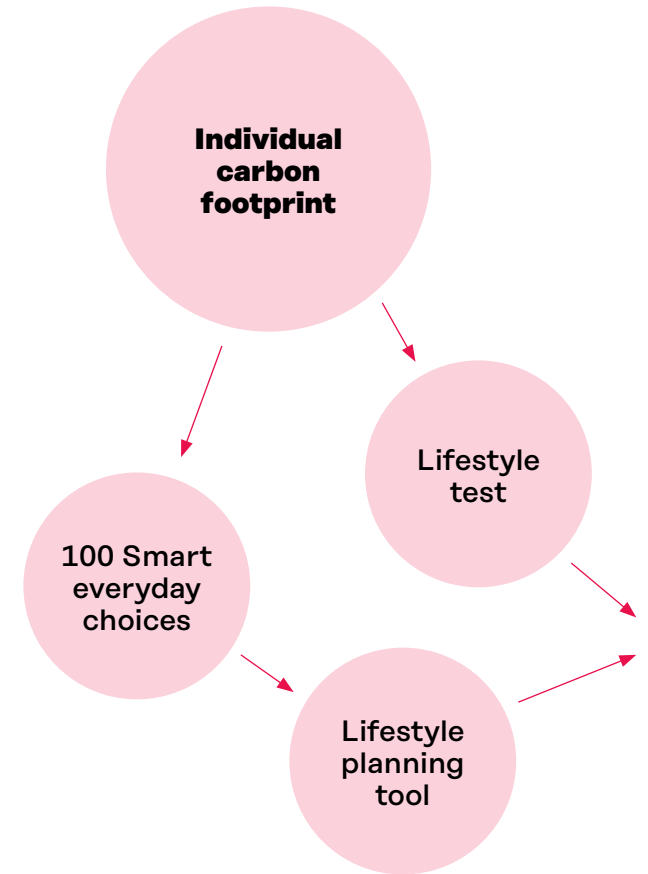 Individual
carbon
footprint
Lifestyle
test
100 Smart
everyday
choices
Lifestyle
planning
tool